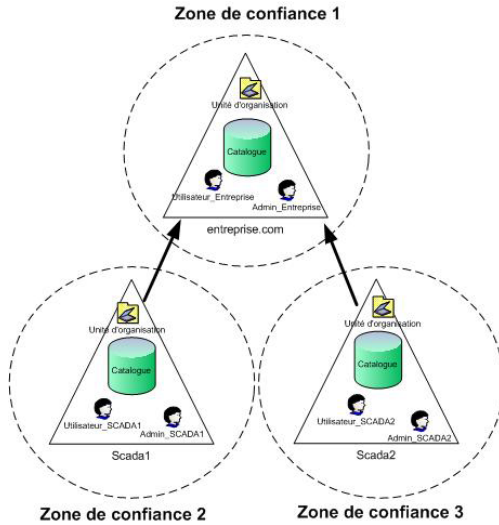 Zone de confiance 1
Unité d'organisation
Catalogue
Utilisateur_Entreprise
Admin_Entreprise
entreprise.com
Unité d'organisation
Catalogue
Utilisateur_SCADA1
Admin_SCADA1
Scada1
Zone de confiance 2
Unité d'organisation
Catalogue
Utilisateur_SCADA2
Admin_SCADA2
Scada2
Zone de confiance 3